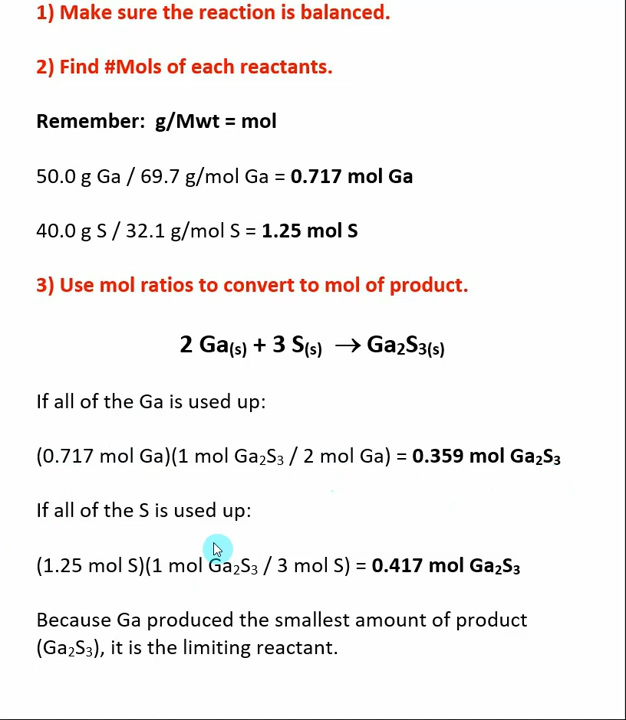 1) Make sure the reaction is balanced.
2) Find #Mols of each reactants.
Remember: g/Mwt = mol
50.0 g Ga / 69.7 g/mol Ga = 0.717 mol Ga
40.0 g S / 32.1 g/mol S = 1.25 mol S
3) Use mol ratios to convert to mol of product.
2 Ga(s) + 3 S(s) → Ga2S3(s)
If all of the Ga is used up:
(0.717 mol Ga)(1 mol Ga2S3 / 2 mol Ga) = 0.359 mol Ga2S3
If all of the S is used up:
(1.25 mol S)(1 mol Ga2S3 / 3 mol S) = 0.417 mol Ga2S3
Because Ga produced the smallest amount of product
(Ga2S3), it is the limiting reactant.